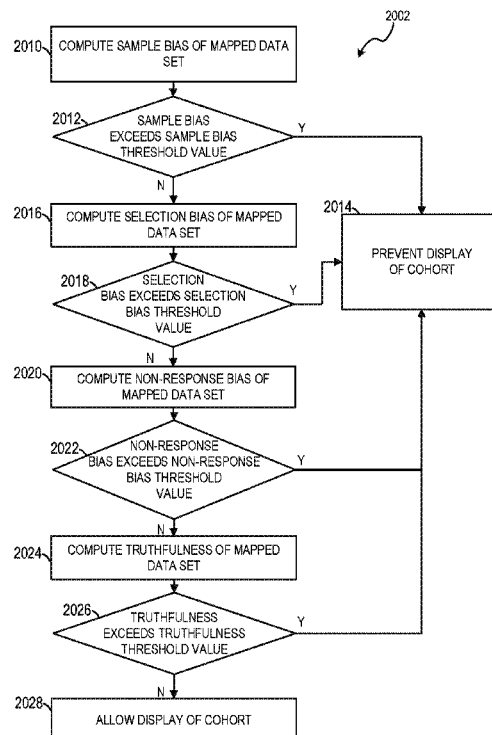 2002
2010
COMPUTE SAMPLE BIAS OF MAPPED DATA
SET
2012
SAMPLE BIAS
EXCEEDS SAMPLE BIAS
THRESHOLD VALUE
Y
N
2016
COMPUTE SELECTION BIAS OF MAPPED
DATA SET
2014
PREVENT DISPLAY
OF COHORT
2018
SELECTION
BIAS EXCEEDS SELECTION
BIAS THRESHOLD
VALUE
Y
N
2020
COMPUTE NON-RESPONSE BIAS OF
MAPPED DATA SET
2022
NON-RESPONSE
BIAS EXCEEDS NON-RESPONSE
BIAS THRESHOLD
VALUE
Y
N
2024
COMPUTE TRUTHFULNESS OF MAPPED
DATA SET
2026
TRUTHFULNESS
EXCEEDS TRUTHFULNESS
THRESHOLD VALUE
Y
N
2028
ALLOW DISPLAY OF COHORT